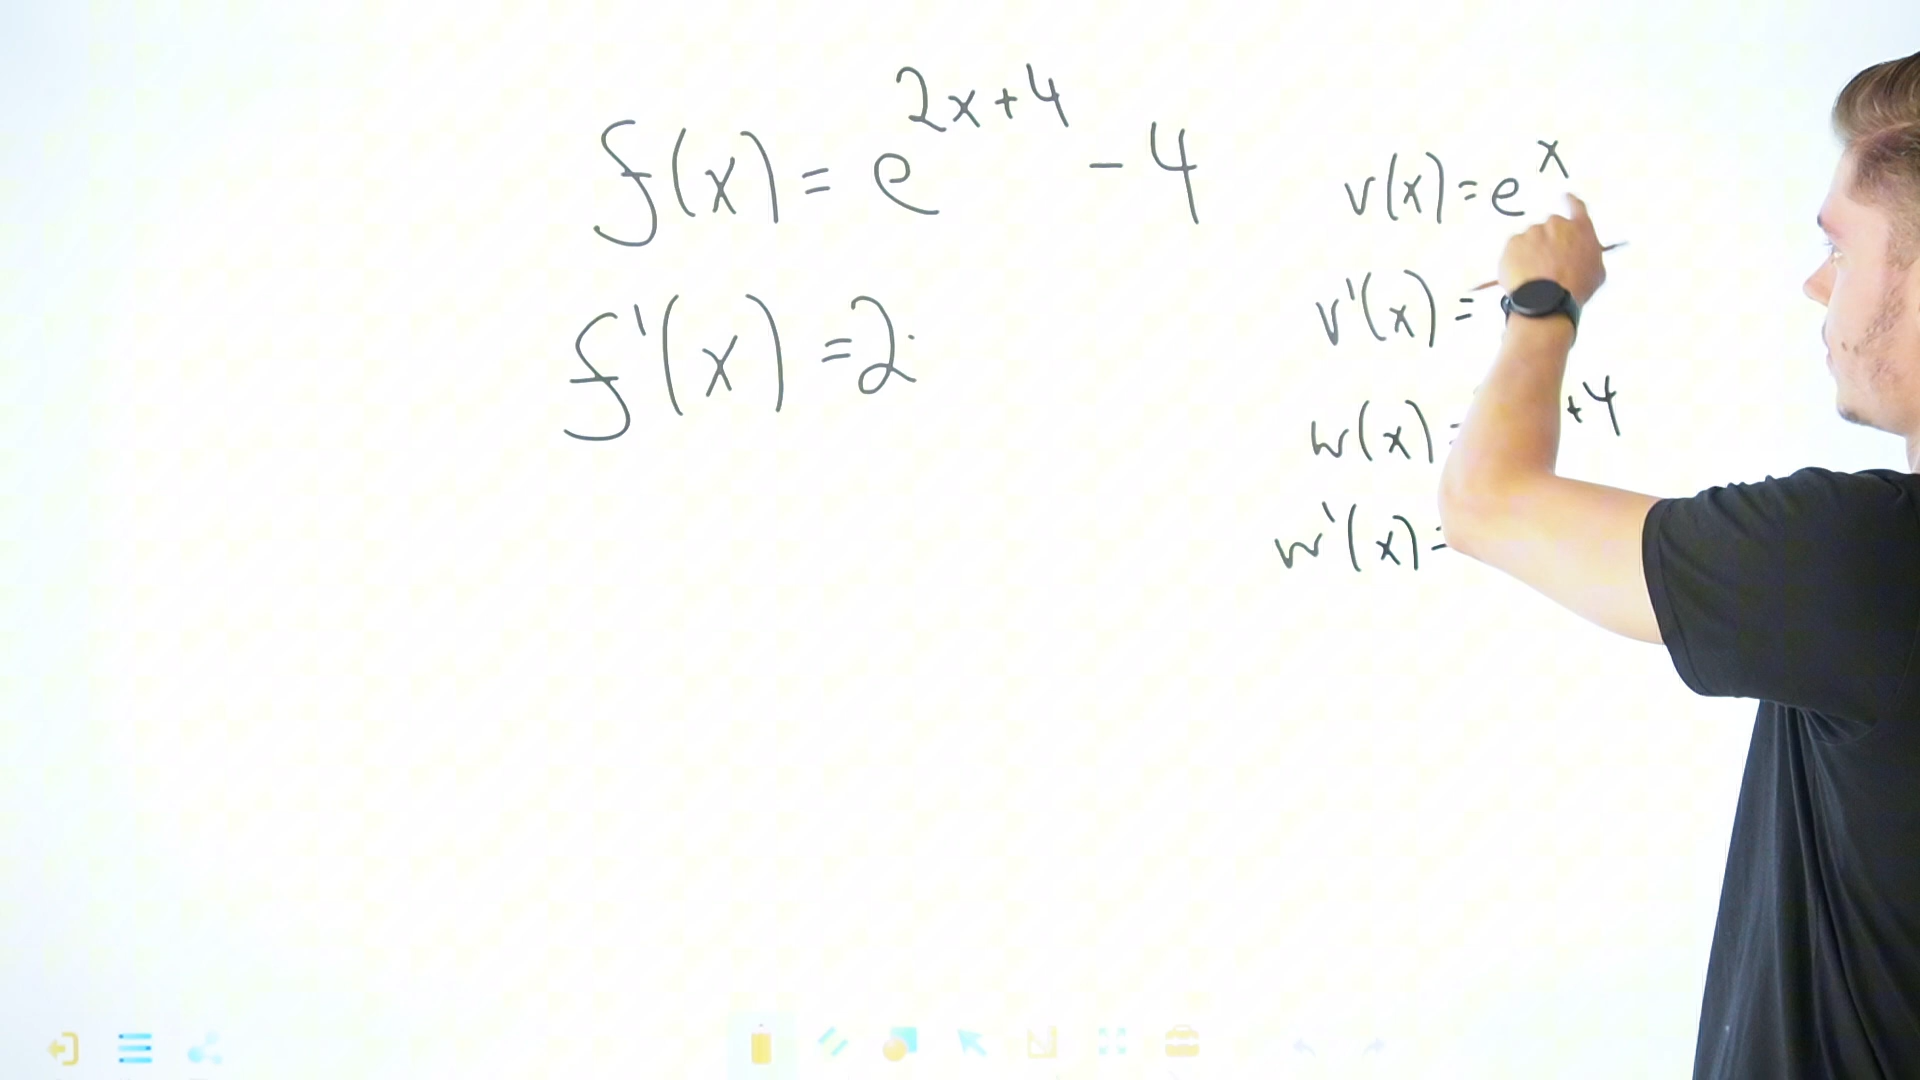 f(x) = e^{2x+4} - 4
f'(x) = 2·
v(x) = e^x
v'(x) =
w(x) = +4
w'(x) =